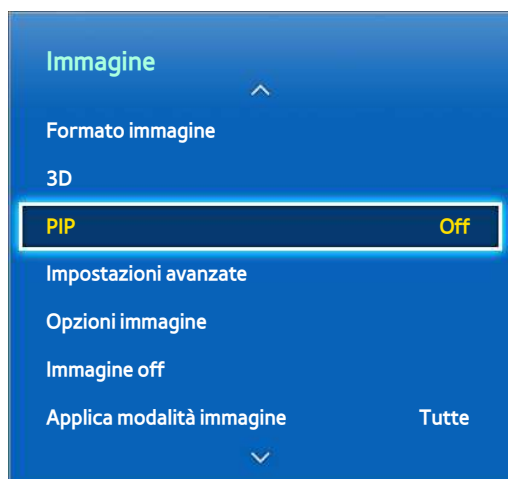 Immagine
Formato immagine
3D
PIP Off
Impostazioni avanzate
Opzioni immagine
Immagine off
Applica modalità immagine Tutte